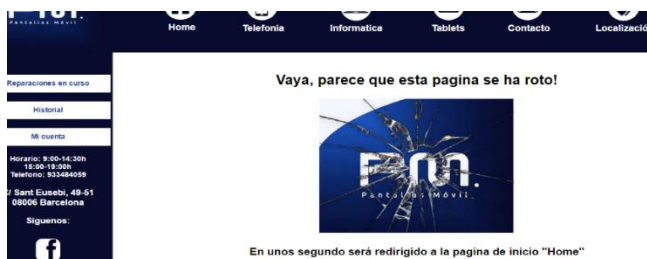 Pantallas Móvil
Home
Telefonia
Informatica
Tablets
Contacto
Localizació
Reparaciones en curso
Historial
Mi cuenta
Horario: 9:00-14:30h
15:00-19:00h
Telefono: 933484059
C/ Sant Eusebi, 49-51
08006 Barcelona
Siguenos:
Vaya, parece que esta pagina se ha roto!
PM.
Pantallas Móvil
En unos segundo será redirigido a la pagina de inicio "Home"